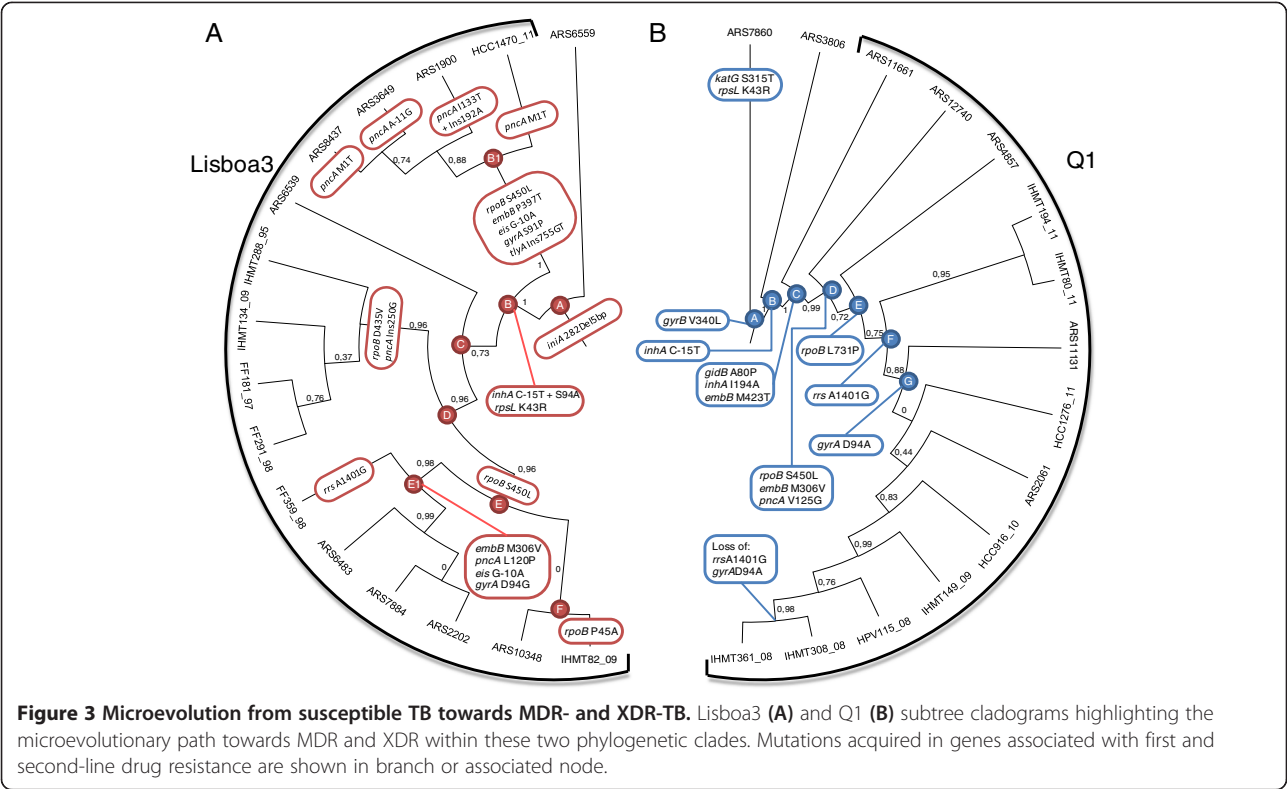 A
B
Lisboa3
Q1
HCC1470_11
ARS6559
ARS1900
ARS3649
ARS8437
ARS6539
IHMT288_95
IHMT134_09
FF181_97
FF291_98
FF359_98
ARS6483
ARS7884
ARS2202
ARS10348
IHMT82_09
pncA M1T
pncA A-11G
pncA I133T
+ Ins192A
pncA M1T
0,74
0,88
B1
rpoB S450L
embB P397T
eis G-10A
gyrA S91P
tlyA Ins755GT
1
B
1
A
iniA 282Del5bp
C
0,73
inhA C-15T + S94A
rpsL K43R
rpoB D435V
pncA Ins250G
0,96
0,37
0,76
D
0,96
0,96
rpoB S450L
E
0,98
E1
rrs A1401G
0,99
0
embB M306V
pncA L120P
eis G-10A
gyrA D94G
0
F
rpoB P45A
ARS7860
ARS3806
ARS11661
ARS12740
ARS4857
IHMT194_11
IHMT80_11
ARS11131
HCC1276_11
ARS2061
HCC916_10
IHMT149_09
HPV115_08
IHMT308_08
IHMT361_08
katG S315T
rpsL K43R
gyrB V340L
A
1
B
1
C
0,99
D
0,72
E
0,75
F
0,88
G
0,95
inhA C-15T
gidB A80P
inhA I194A
embB M423T
rpoB L731P
rrs A1401G
gyrA D94A
rpoB S450L
embB M306V
pncA V125G
0
0,44
0,83
0,99
0,76
0,98
Loss of:
rrsA1401G
gyrAD94A
Figure 3 Microevolution from susceptible TB towards MDR- and XDR-TB. Lisboa3 (A) and Q1 (B) subtree cladograms highlighting the
microevolutionary path towards MDR and XDR within these two phylogenetic clades. Mutations acquired in genes associated with first and
second-line drug resistance are shown in branch or associated node.